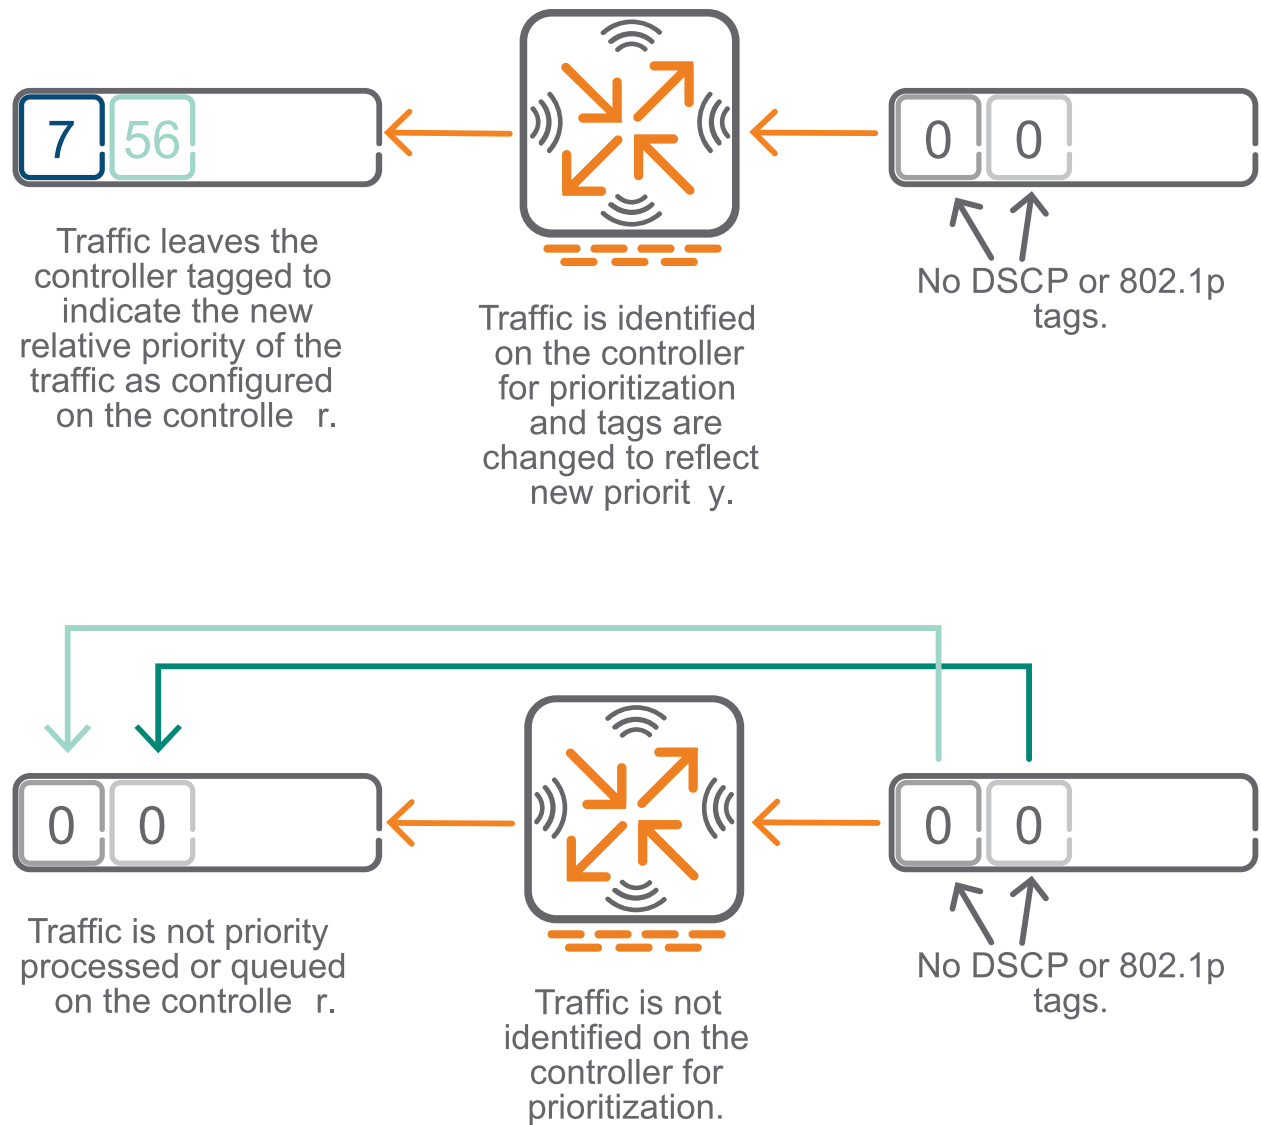 7 56
0 0
Traffic leaves the
controller tagged to
indicate the new
relative priority of the
traffic as configured
on the controlle r.
Traffic is identified
on the controller
for prioritization
and tags are
changed to reflect
new priorit y.
No DSCP or 802.1p
tags.
0 0
0 0
Traffic is not priority
processed or queued
on the controlle r.
Traffic is not
identified on the
controller for
prioritization.
No DSCP or 802.1p
tags.